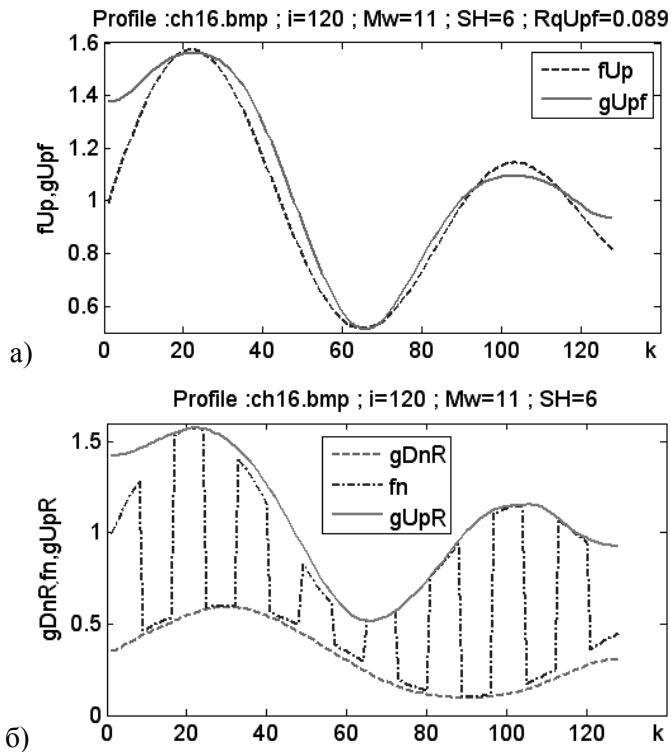 Profile :ch16.bmp ; i=120 ; Mw=11 ; SH=6 ; RqUpf=0.089
fUp,gUpf
1.6
1.4
1.2
1
0.8
0.6
fUp
gUpf
0 20 40 60 80 100 120 k
а)
Profile :ch16.bmp ; i=120 ; Mw=11 ; SH=6
gDnR,fn,gUpR
1.5
1
0.5
0
gDnR
fn
gUpR
0 20 40 60 80 100 120 k
б)